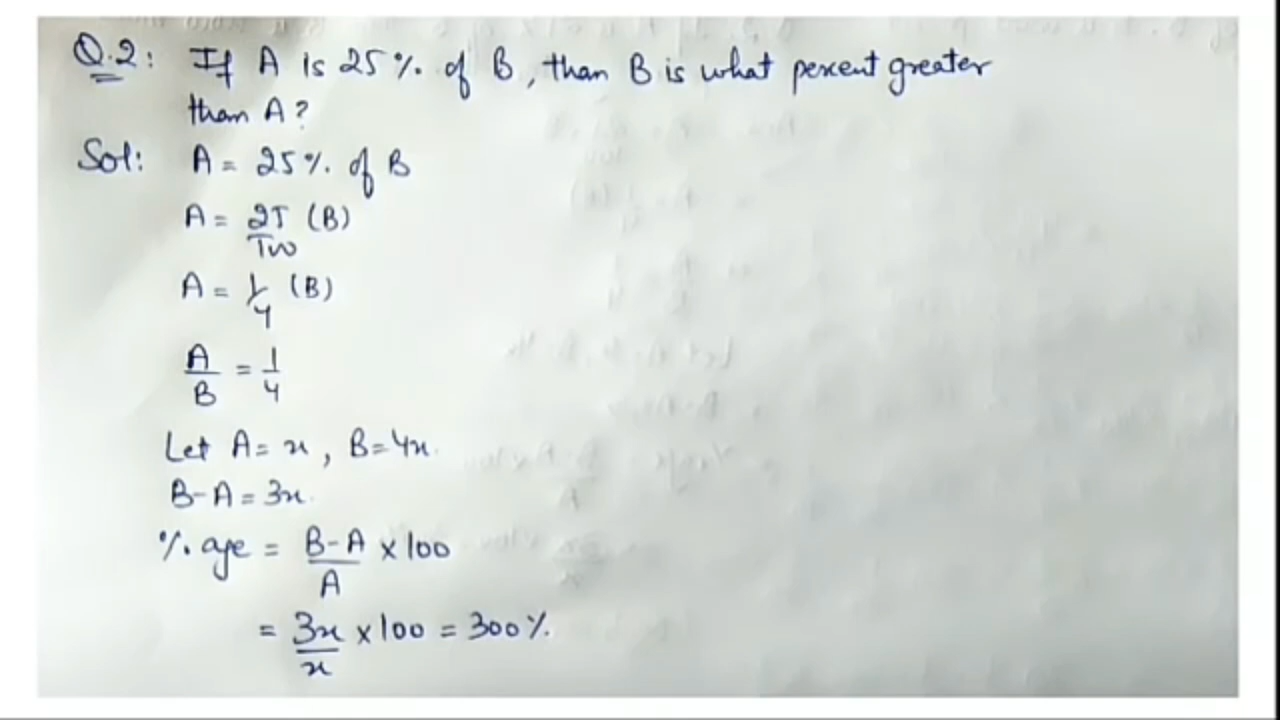 Q.2: If A is 25% of B, than B is what percent greater
than A?
Sol: A = 25% of B
A = 25/100 (B)
A = 1/4 (B)
A/B = 1/4
Let A = x, B = 4x.
B-A = 3x.
% age = B-A/A x 100
= 3x/x x 100 = 300%.